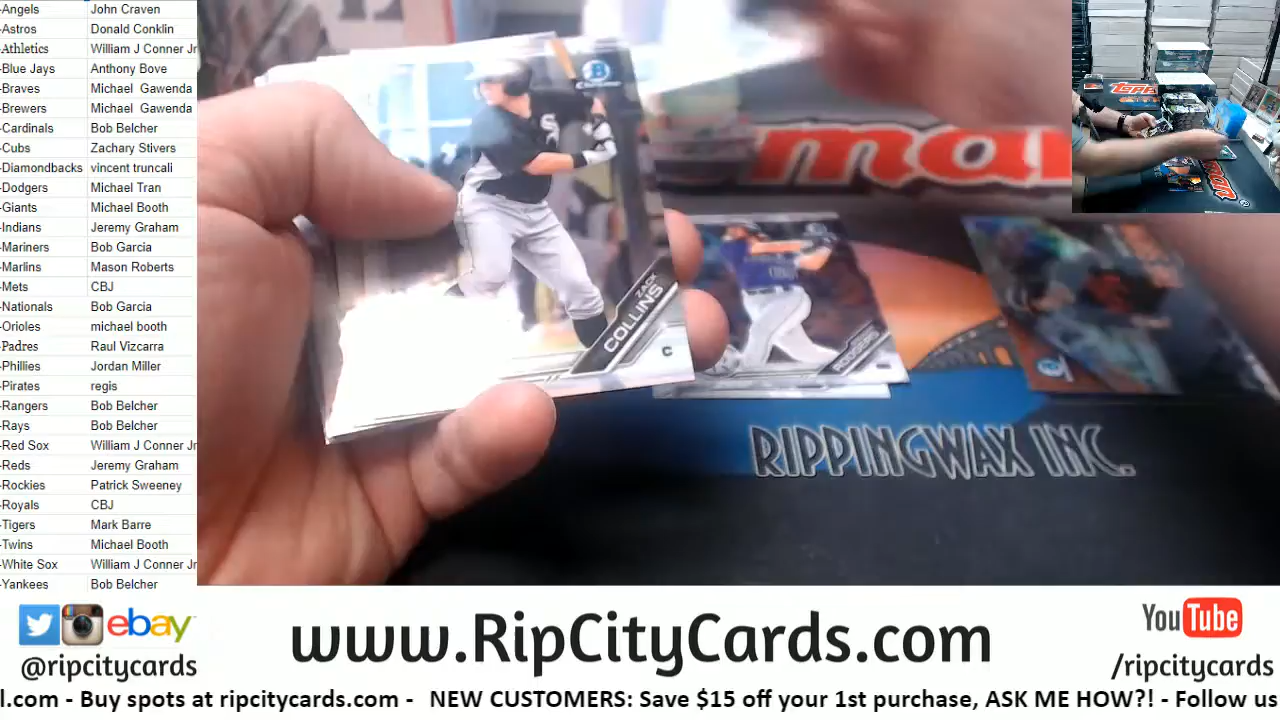 -Angels John Craven
-Astros Donald Conklin
-Athletics William J Conner Jr
-Blue Jays Anthony Bove
-Braves Michael Gawenda
-Brewers Michael Gawenda
-Cardinals Bob Belcher
-Cubs Zachary Stivers
-Diamondbacks vincent truncali
-Dodgers Michael Tran
-Giants Michael Booth
-Indians Jeremy Graham
-Mariners Bob Garcia
-Marlins Mason Roberts
-Mets CBJ
-Nationals Bob Garcia
-Orioles michael booth
-Padres Raul Vizcarra
-Phillies Jordan Miller
-Pirates regis
-Rangers Bob Belcher
-Rays Bob Belcher
-Red Sox William J Conner Jr
-Reds Jeremy Graham
-Rockies Patrick Sweeney
-Royals CBJ
-Tigers Mark Barre
-Twins Michael Booth
-White Sox William J Conner Jr
-Yankees Bob Belcher
B
CHROME
ZACK
COLLINS
C
RODGERS
man
Topps
man
RIPPINGWAX INC.
ebay
@ripcitycards
www.RipCityCards.com
YouTube
/ripcitycards
l.com - Buy spots at ripcitycards.com - NEW CUSTOMERS: Save $15 off your 1st purchase, ASK ME HOW?! - Follow us